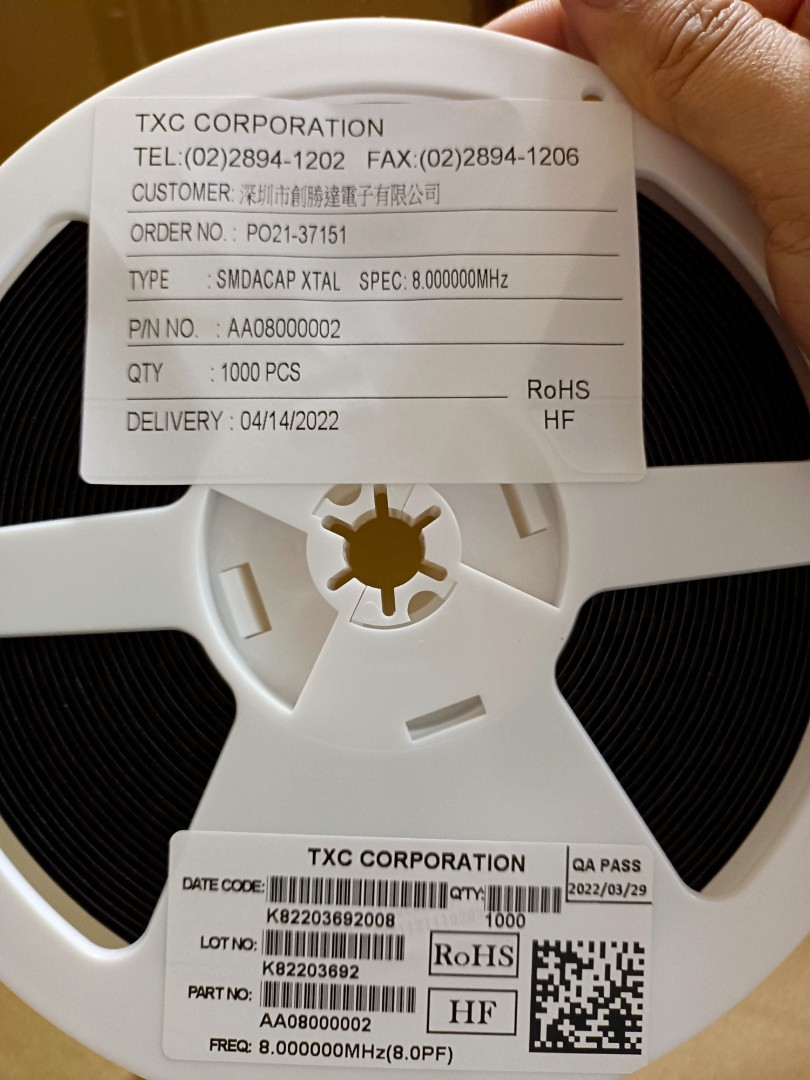 TXC CORPORATION
TEL:(02)2894-1202 FAX:(02)2894-1206
CUSTOMER: 深圳市創勝達電子有限公司
ORDER NO. : PO21-37151
TYPE : SMDACAP XTAL SPEC: 8.000000MHz
P/N NO. : AA08000002
QTY : 1000 PCS
RoHS
DELIVERY : 04/14/2022
HF
TXC CORPORATION
QA PASS
2022/03/29
DATE CODE: QTY:
K82203692008 1000
LOT NO:
K82203692
RoHS
PART NO:
AA08000002
HF
FREQ: 8.000000MHz(8.0PF)